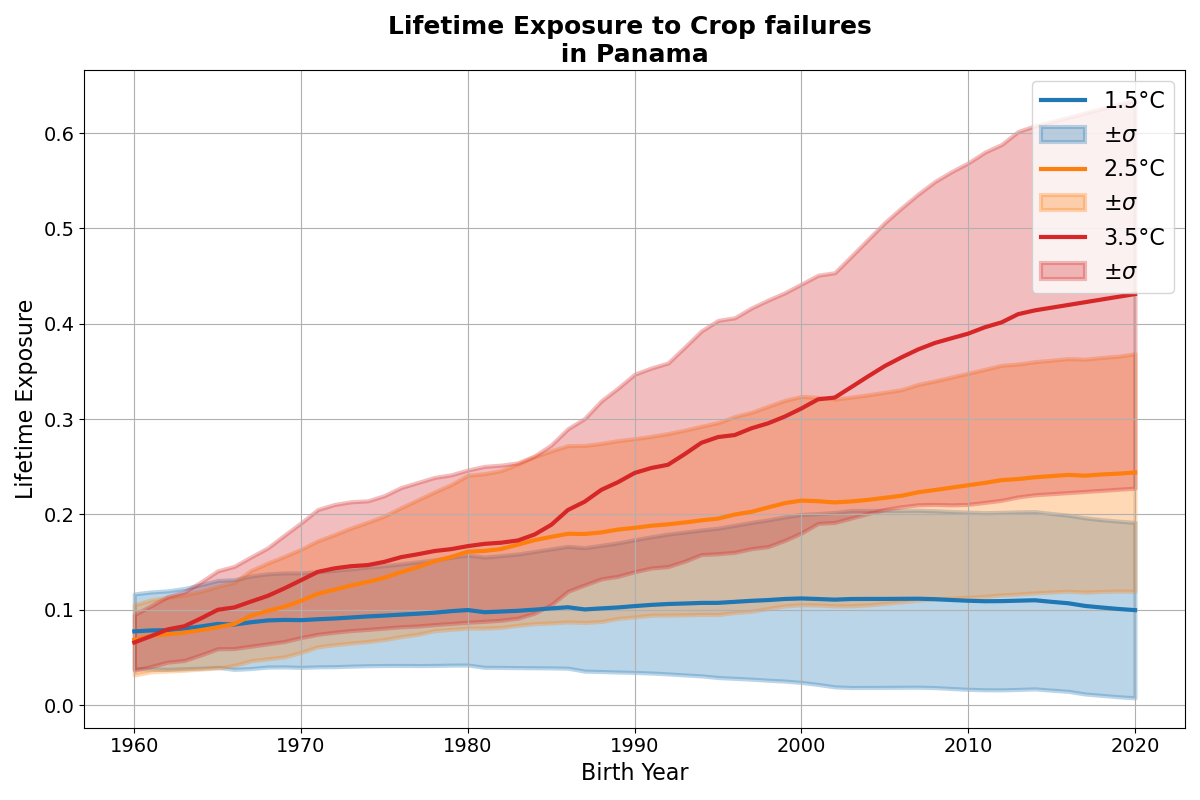 Lifetime Exposure to Crop failures
in Panama
Lifetime Exposure
0.6
0.5
0.4
0.3
0.2
0.1
0.0
1960 1970 1980 1990 2000 2010 2020
Birth Year
1.5°C
±σ
2.5°C
±σ
3.5°C
±σ